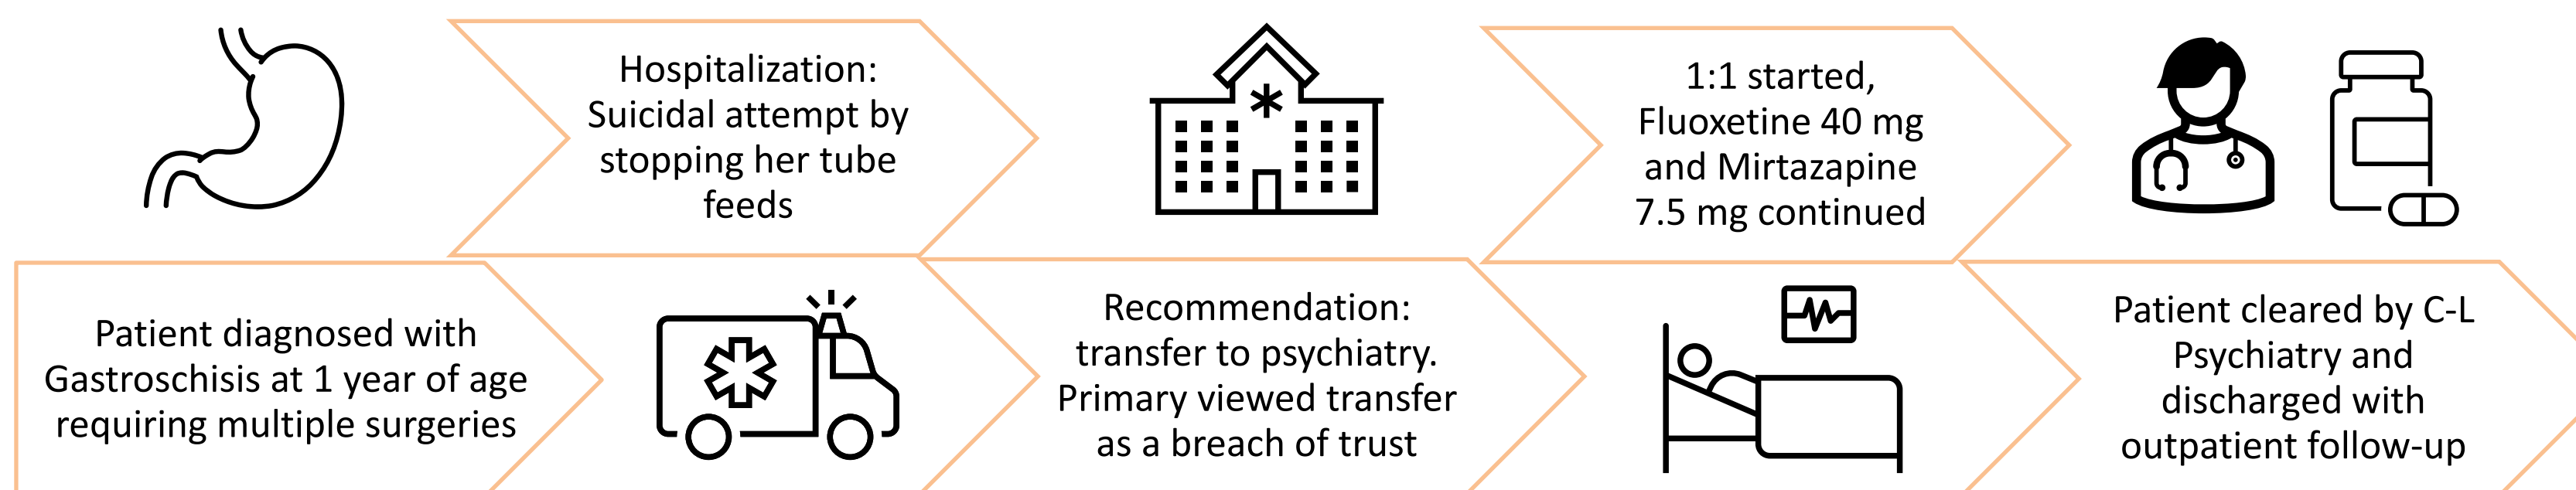 Patient diagnosed with
Gastroschisis at 1 year of age
requiring multiple surgeries
Hospitalization:
Suicidal attempt by
stopping her tube
feeds
Recommendation:
transfer to psychiatry.
Primary viewed transfer
as a breach of trust
1:1 started,
Fluoxetine 40 mg
and Mirtazapine
7.5 mg continued
Patient cleared by C-L
Psychiatry and
discharged with
outpatient follow-up